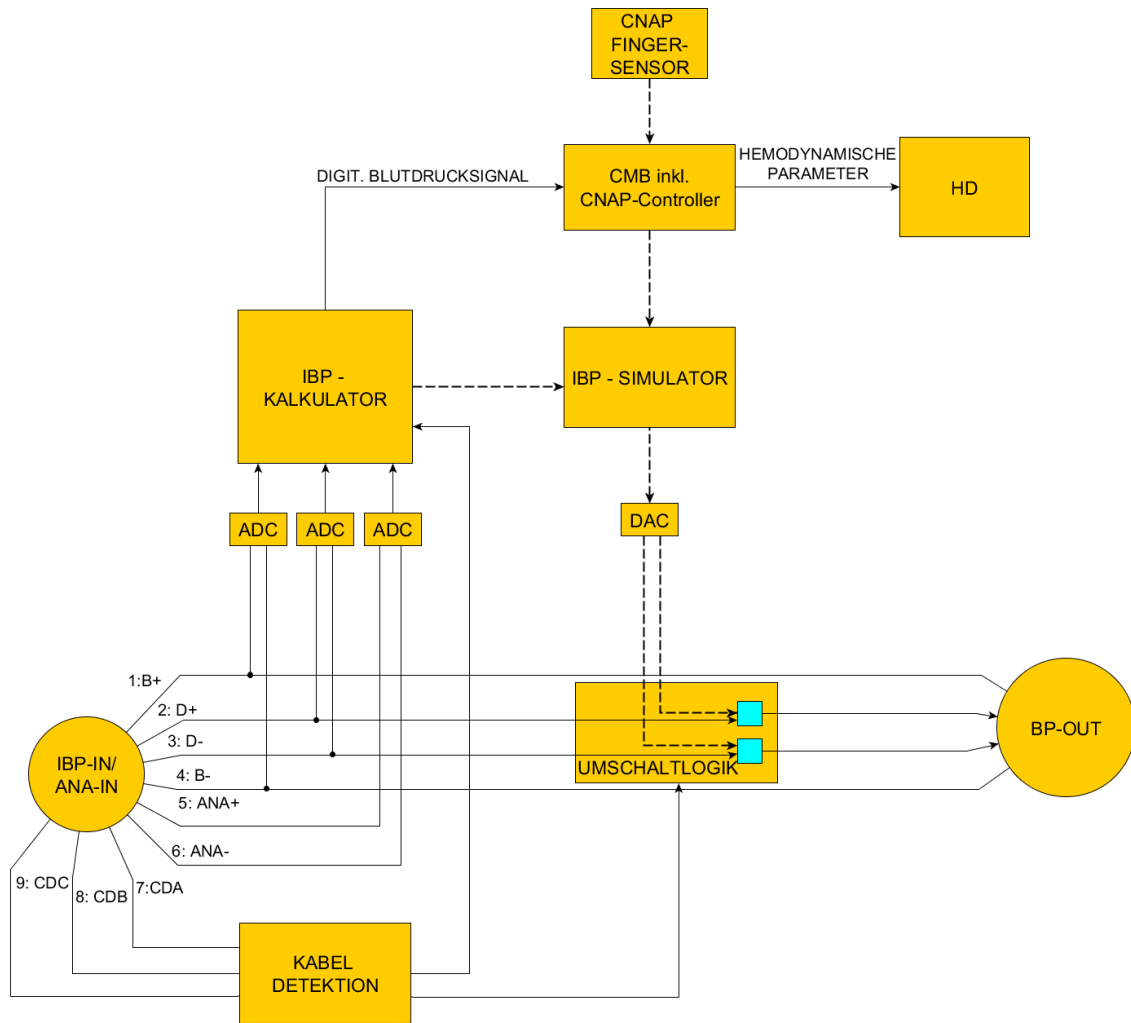 CNAP
FINGER-
SENSOR
DIGIT. BLUTDRUCKSIGNAL
CMB inkl.
CNAP-Controller
HEMODYNAMISCHE
PARAMETER
HD
IBP -
KALKULATOR
IBP - SIMULATOR
ADC
ADC
ADC
DAC
1:B+
2: D+
3: D-
4: B-
5: ANA+
6: ANA-
7:CDA
8: CDB
9: CDC
IBP-IN/
ANA-IN
UMSCHALTLOGIK
BP-OUT
KABEL
DETEKTION